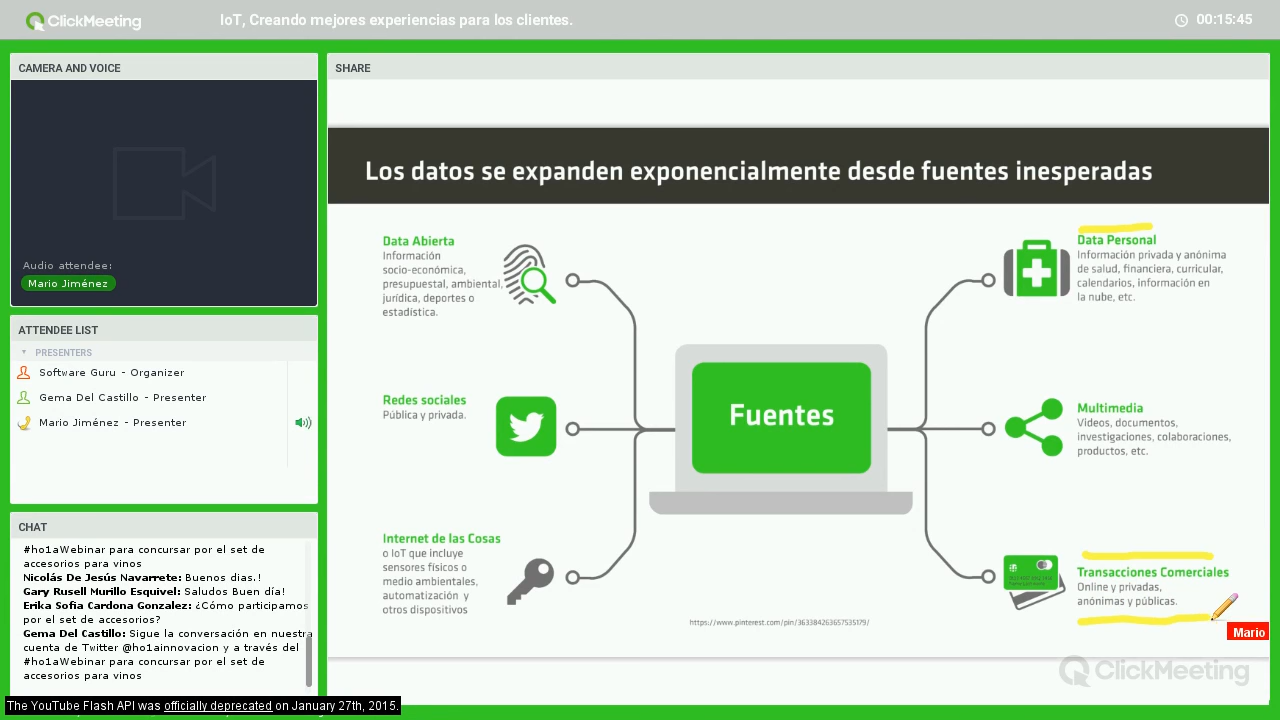 ClickMeeting
IoT, Creando mejores experiencias para los clientes.
00:15:45
CAMERA AND VOICE
Audio attendee:
Mario Jiménez
ATTENDEE LIST
PRESENTERS
Software Guru - Organizer
Gema Del Castillo - Presenter
Mario Jiménez - Presenter
CHAT
#ho1aWebinar para concursar por el set de
accesorios para vinos
Nicolás De Jesús Navarrete: Buenos dias,!
Gary Rusell Murillo Esquivel: Saludos Buen día!
Erika Sofia Cardona Gonzalez: ¿Cómo participamos
por el set de accesorios?
Gema Del Castillo: Sigue la conversación en nuestra
cuenta de Twitter @ho1ainnovacion y a través del
#ho1aWebinar para concursar por el set de
accesorios para vinos
The YouTube Flash API was officially deprecated on January 27th, 2015.
SHARE
Los datos se expanden exponencialmente desde fuentes inesperadas
Data Abierta
Información
socio-económica,
presupuestal, ambiental,
jurídica, deportes o
estadística.
Redes sociales
Pública y privada.
Internet de las Cosas
o IoT que incluye
sensores físicos o
medio ambientales,
automatización y
otros dispositivos
Fuentes
Data Personal
Información privada y anónima
de salud, financiera, curricular,
calendarios, información en
la nube, etc.
Multimedia
Videos, documentos,
investigaciones, colaboraciones,
productos, etc.
Transacciones Comerciales
Online y privadas,
anónimas y públicas.
Mario
https://www.pinterest.com/pin/363384263657535179/
ClickMeeting